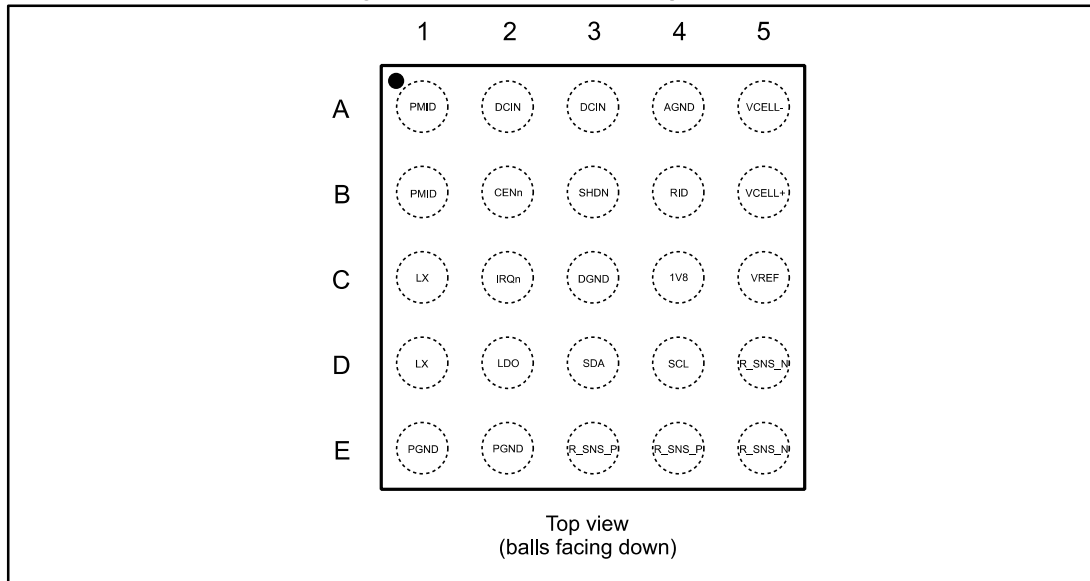 1 2 3 4 5
A PMID DCIN DCIN AGND VCELL-
B PMID CENn SHDN RID VCELL+
C LX IRQn DGND 1V8 VREF
D LX LDO SDA SCL R_SNS_N
E PGND PGND R_SNS_P R_SNS_P R_SNS_N
Top view
(balls facing down)